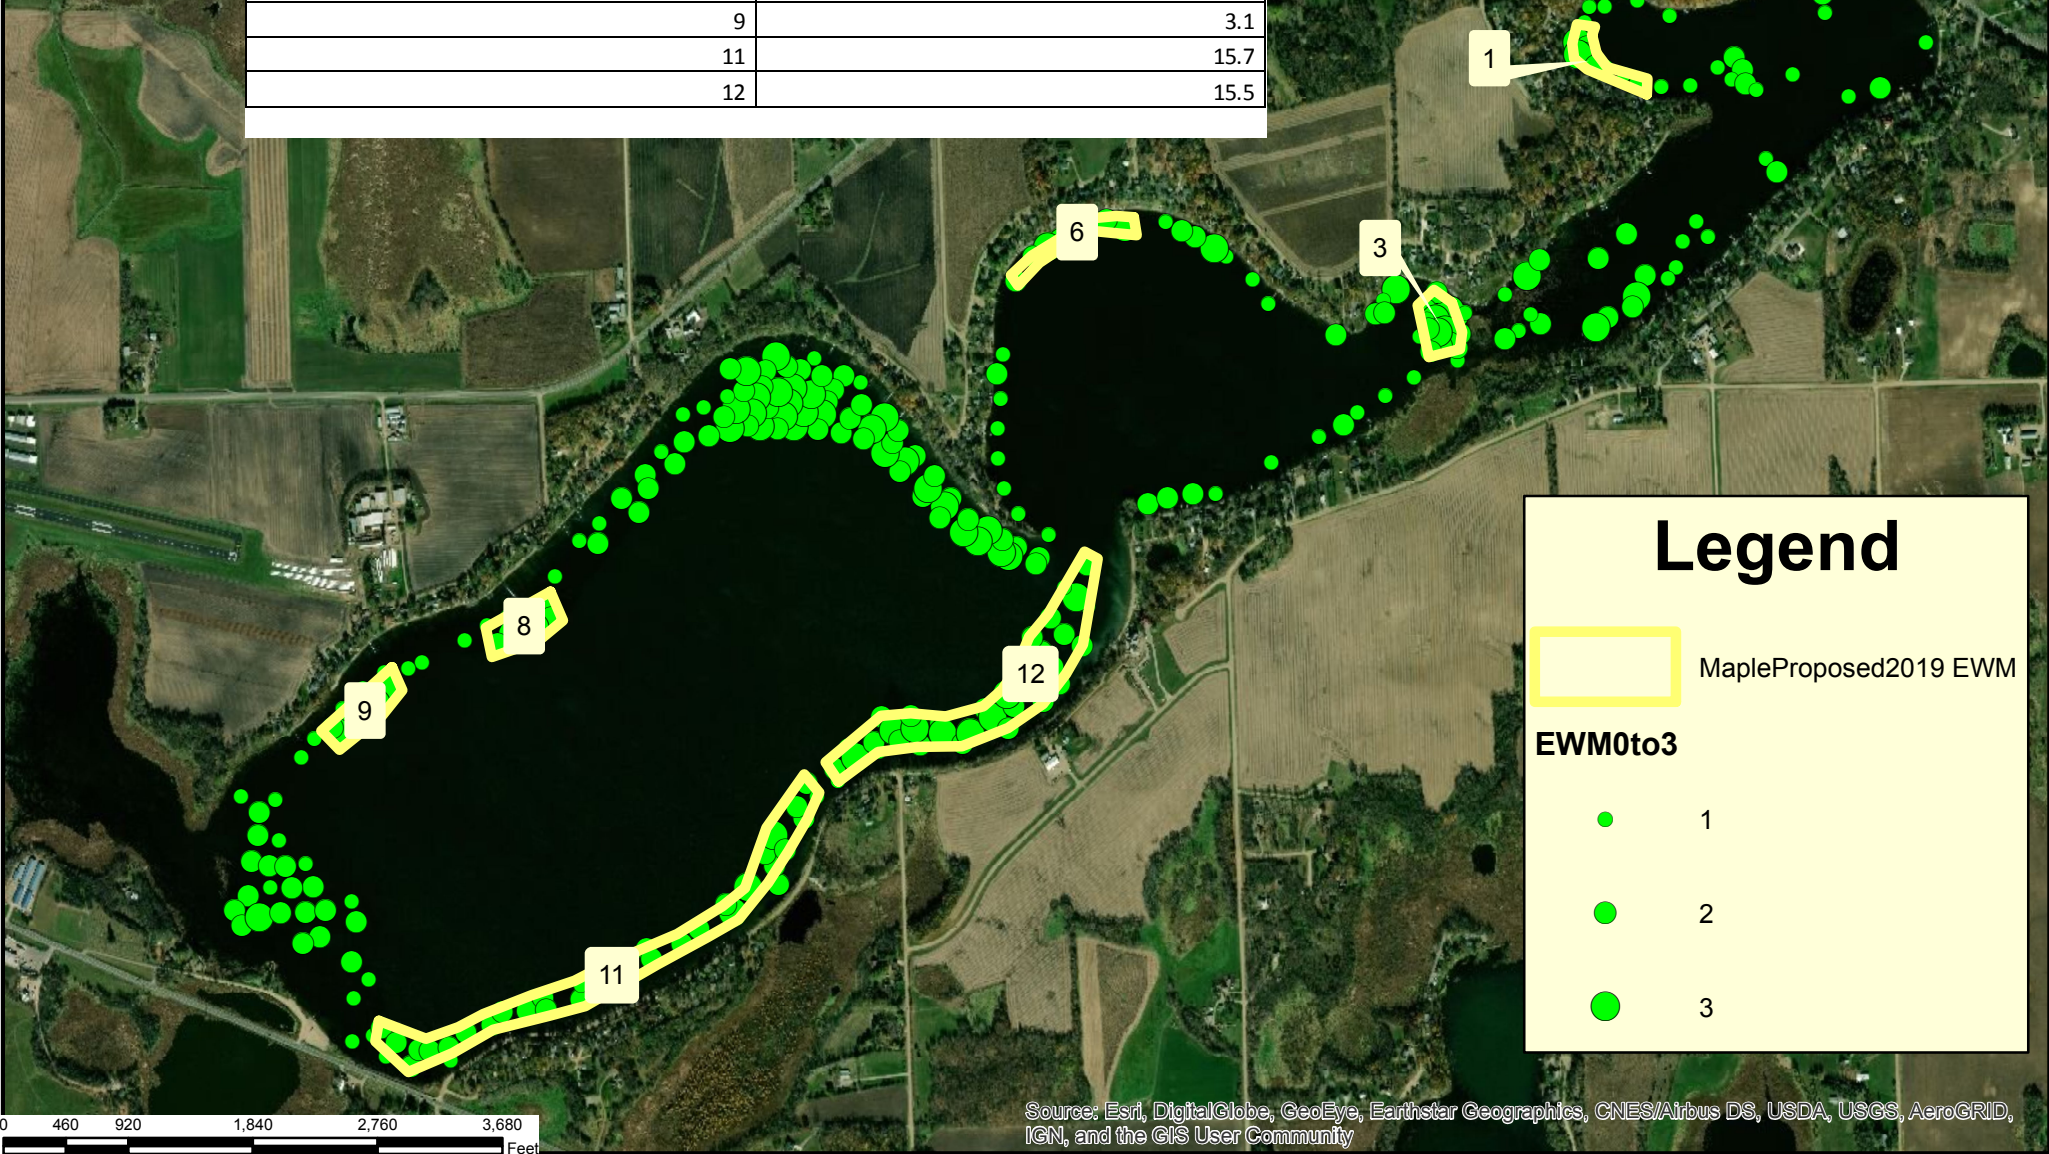 9 3.1
11 15.7
12 15.5
1
6
3
8
9
12
11
Legend
MapleProposed2019 EWM
EWM0to3
1
2
3
0 460 920 1,840 2,760 3,680
Feet
Source: Esri, DigitalGlobe, GeoEye, Earthstar Geographics, CNES/Airbus DS, USDA, USGS, AeroGRID,
IGN, and the GIS User Community